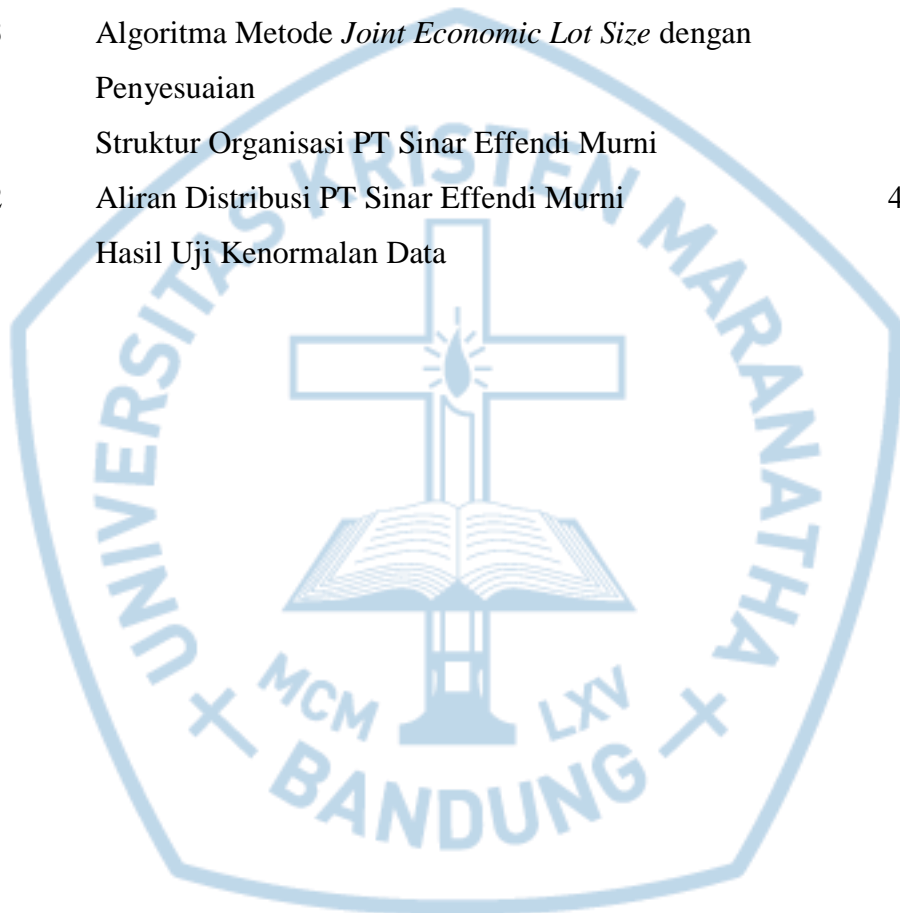 Algoritma Metode Joint Economic Lot Size dengan
Penyesuaian
Struktur Organisasi PT Sinar Effendi Murni
Aliran Distribusi PT Sinar Effendi Murni 4
Hasil Uji Kenormalan Data
UNIVERSITAS KRISTEN MARANATHA
MCM LXV
BANDUNG